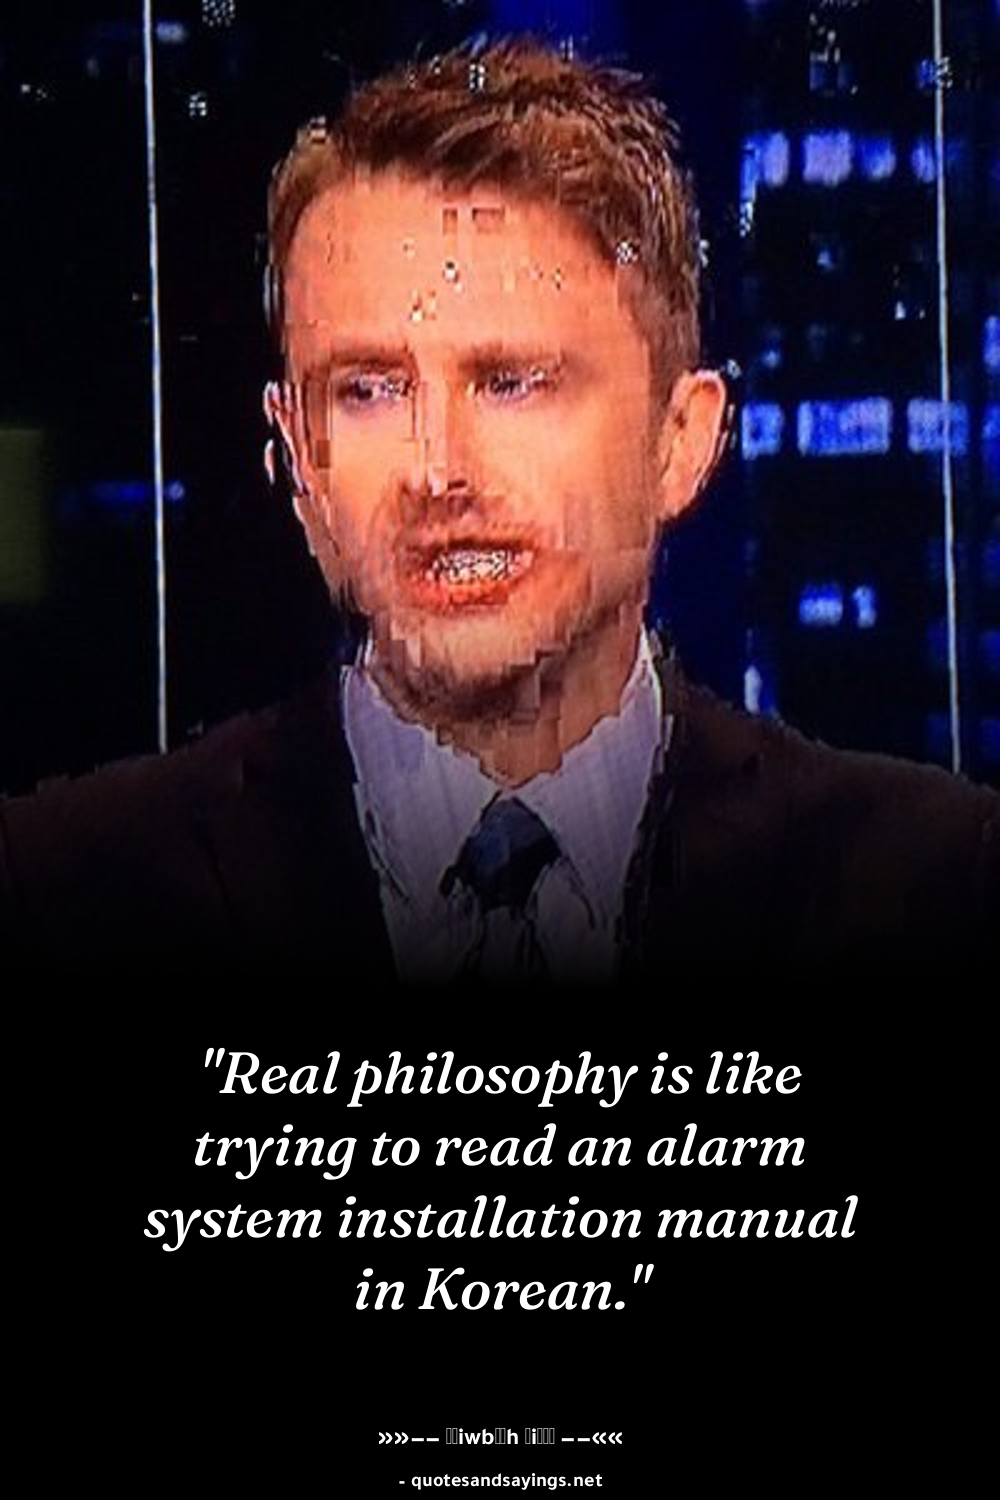 "Real philosophy is like
trying to read an alarm
system installation manual
in Korean."
»»—— ——««
- quotesandsayings.net